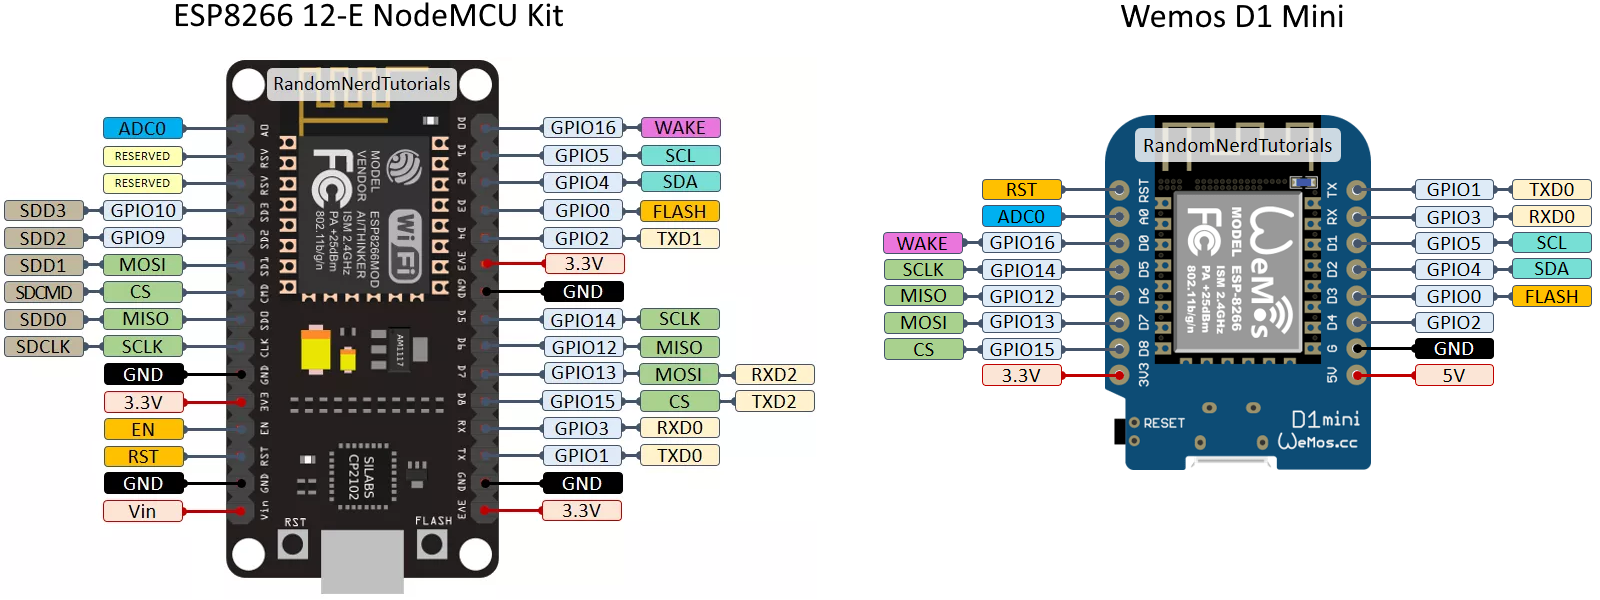 ESP8266 12-E NodeMCU Kit
Wemos D1 Mini
RandomNerdTutorials
ADC0
RESERVED
RESERVED
SDD3 GPIO10
SDD2 GPIO9
SDD1 MOSI
SDCMD CS
SDD0 MISO
SDCLK SCLK
GND
3.3V
EN
RST
GND
Vin
A0
RSV
RSV
SD3
SD2
SD1
CMD
SD0
CLK
GND
3V3
EN
RST
GND
Vin
MODEL ESP8266MOD
VENDOR AI/THINKER
ISM 2.4GHz
PA +25dBm
802.11b/g/n
FC
WiFi
AM1117
SILABS
CP2102
RST
FLASH
D0
D1
D2
D3
D4
3V3
GND
D5
D6
D7
D8
RX
TX
GND
3V3
GPIO16 WAKE
GPIO5 SCL
GPIO4 SDA
GPIO0 FLASH
GPIO2 TXD1
3.3V
GND
GPIO14 SCLK
GPIO12 MISO
GPIO13 MOSI RXD2
GPIO15 CS TXD2
GPIO3 RXD0
GPIO1 TXD0
GND
3.3V
RandomNerdTutorials
RST
ADC0
WAKE GPIO16
SCLK GPIO14
MISO GPIO12
MOSI GPIO13
CS GPIO15
3.3V
RST
A0
D0
D5
D6
D7
D8
3V3
WeMos
MODEL ESP-8266
ISM 2.4GHz
PA +25dBm
802.11b/g/n
FC
TX
RX
D1
D2
D3
D4
G
5V
GPIO1 TXD0
GPIO3 RXD0
GPIO5 SCL
GPIO4 SDA
GPIO0 FLASH
GPIO2
GND
5V
RESET
D1 mini
WeMos.cc